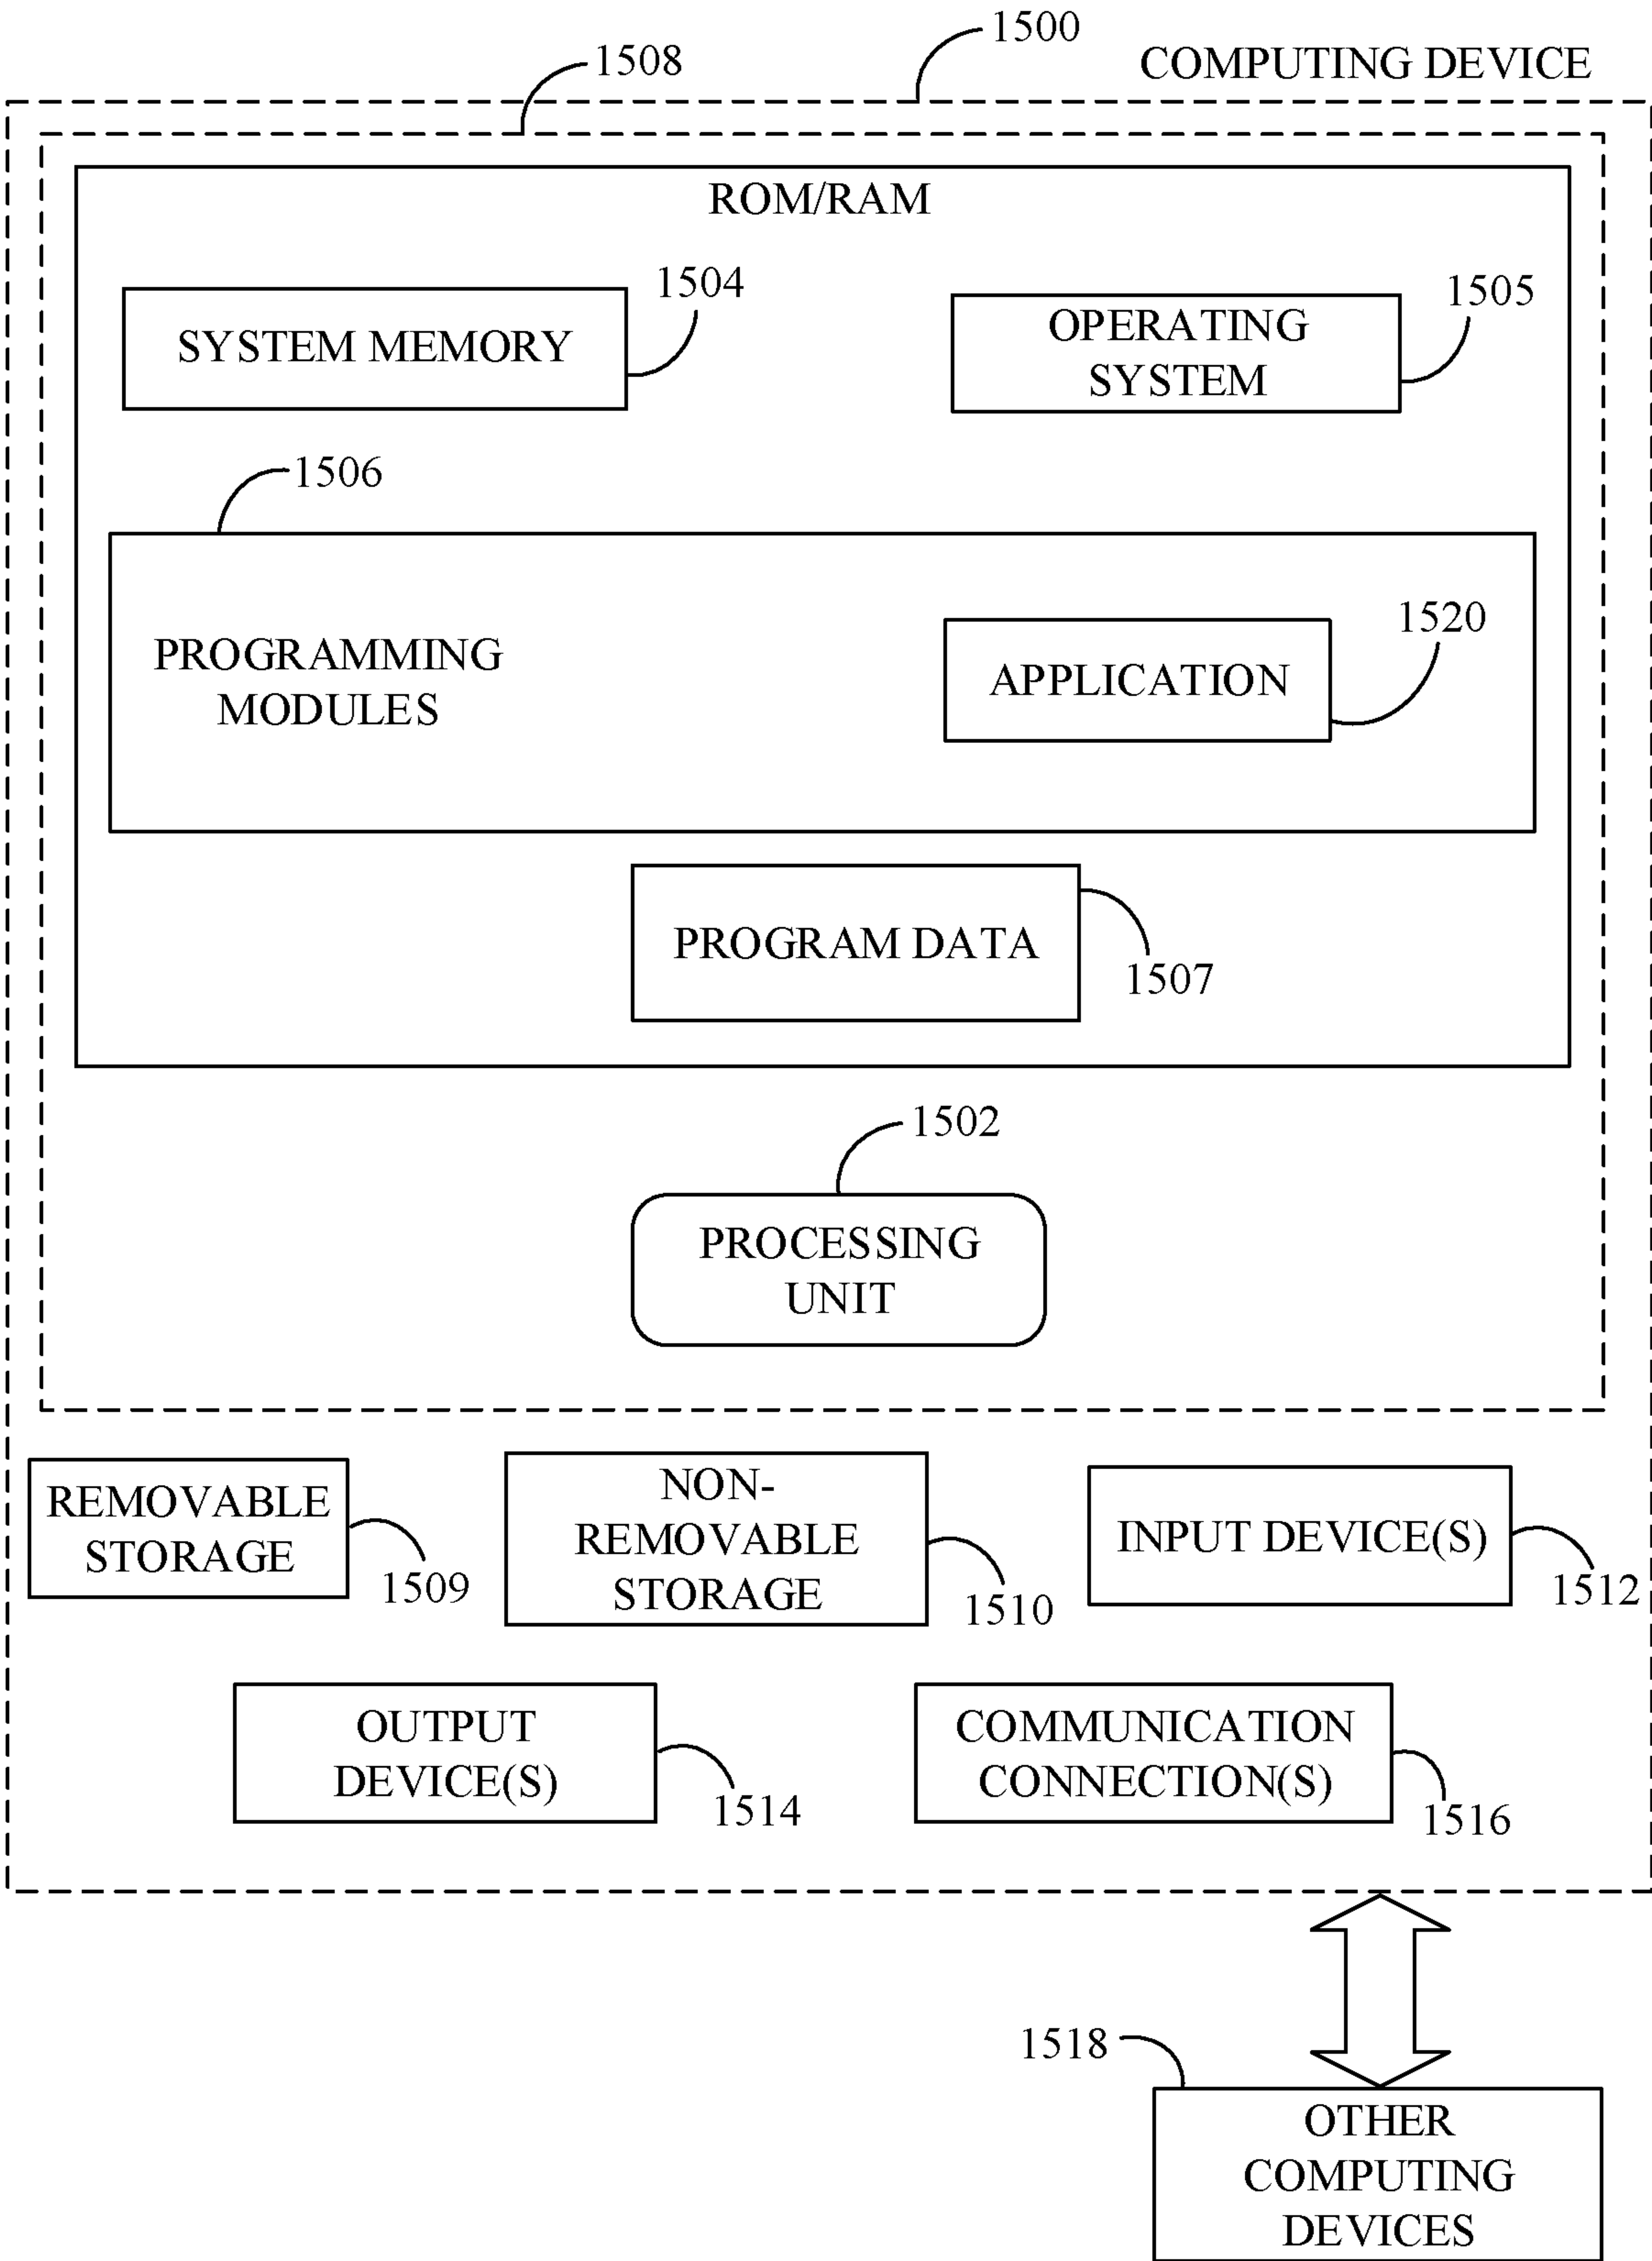 1500
1508
COMPUTING DEVICE
ROM/RAM
1504
1505
SYSTEM MEMORY
OPERATING
SYSTEM
1506
1520
PROGRAMMING
MODULES
APPLICATION
PROGRAM DATA
1507
1502
PROCESSING
UNIT
REMOVABLE
STORAGE
1509
NON-
REMOVABLE
STORAGE
1510
INPUT DEVICE(S)
1512
OUTPUT
DEVICE(S)
1514
COMMUNICATION
CONNECTION(S)
1516
1518
OTHER
COMPUTING
DEVICES